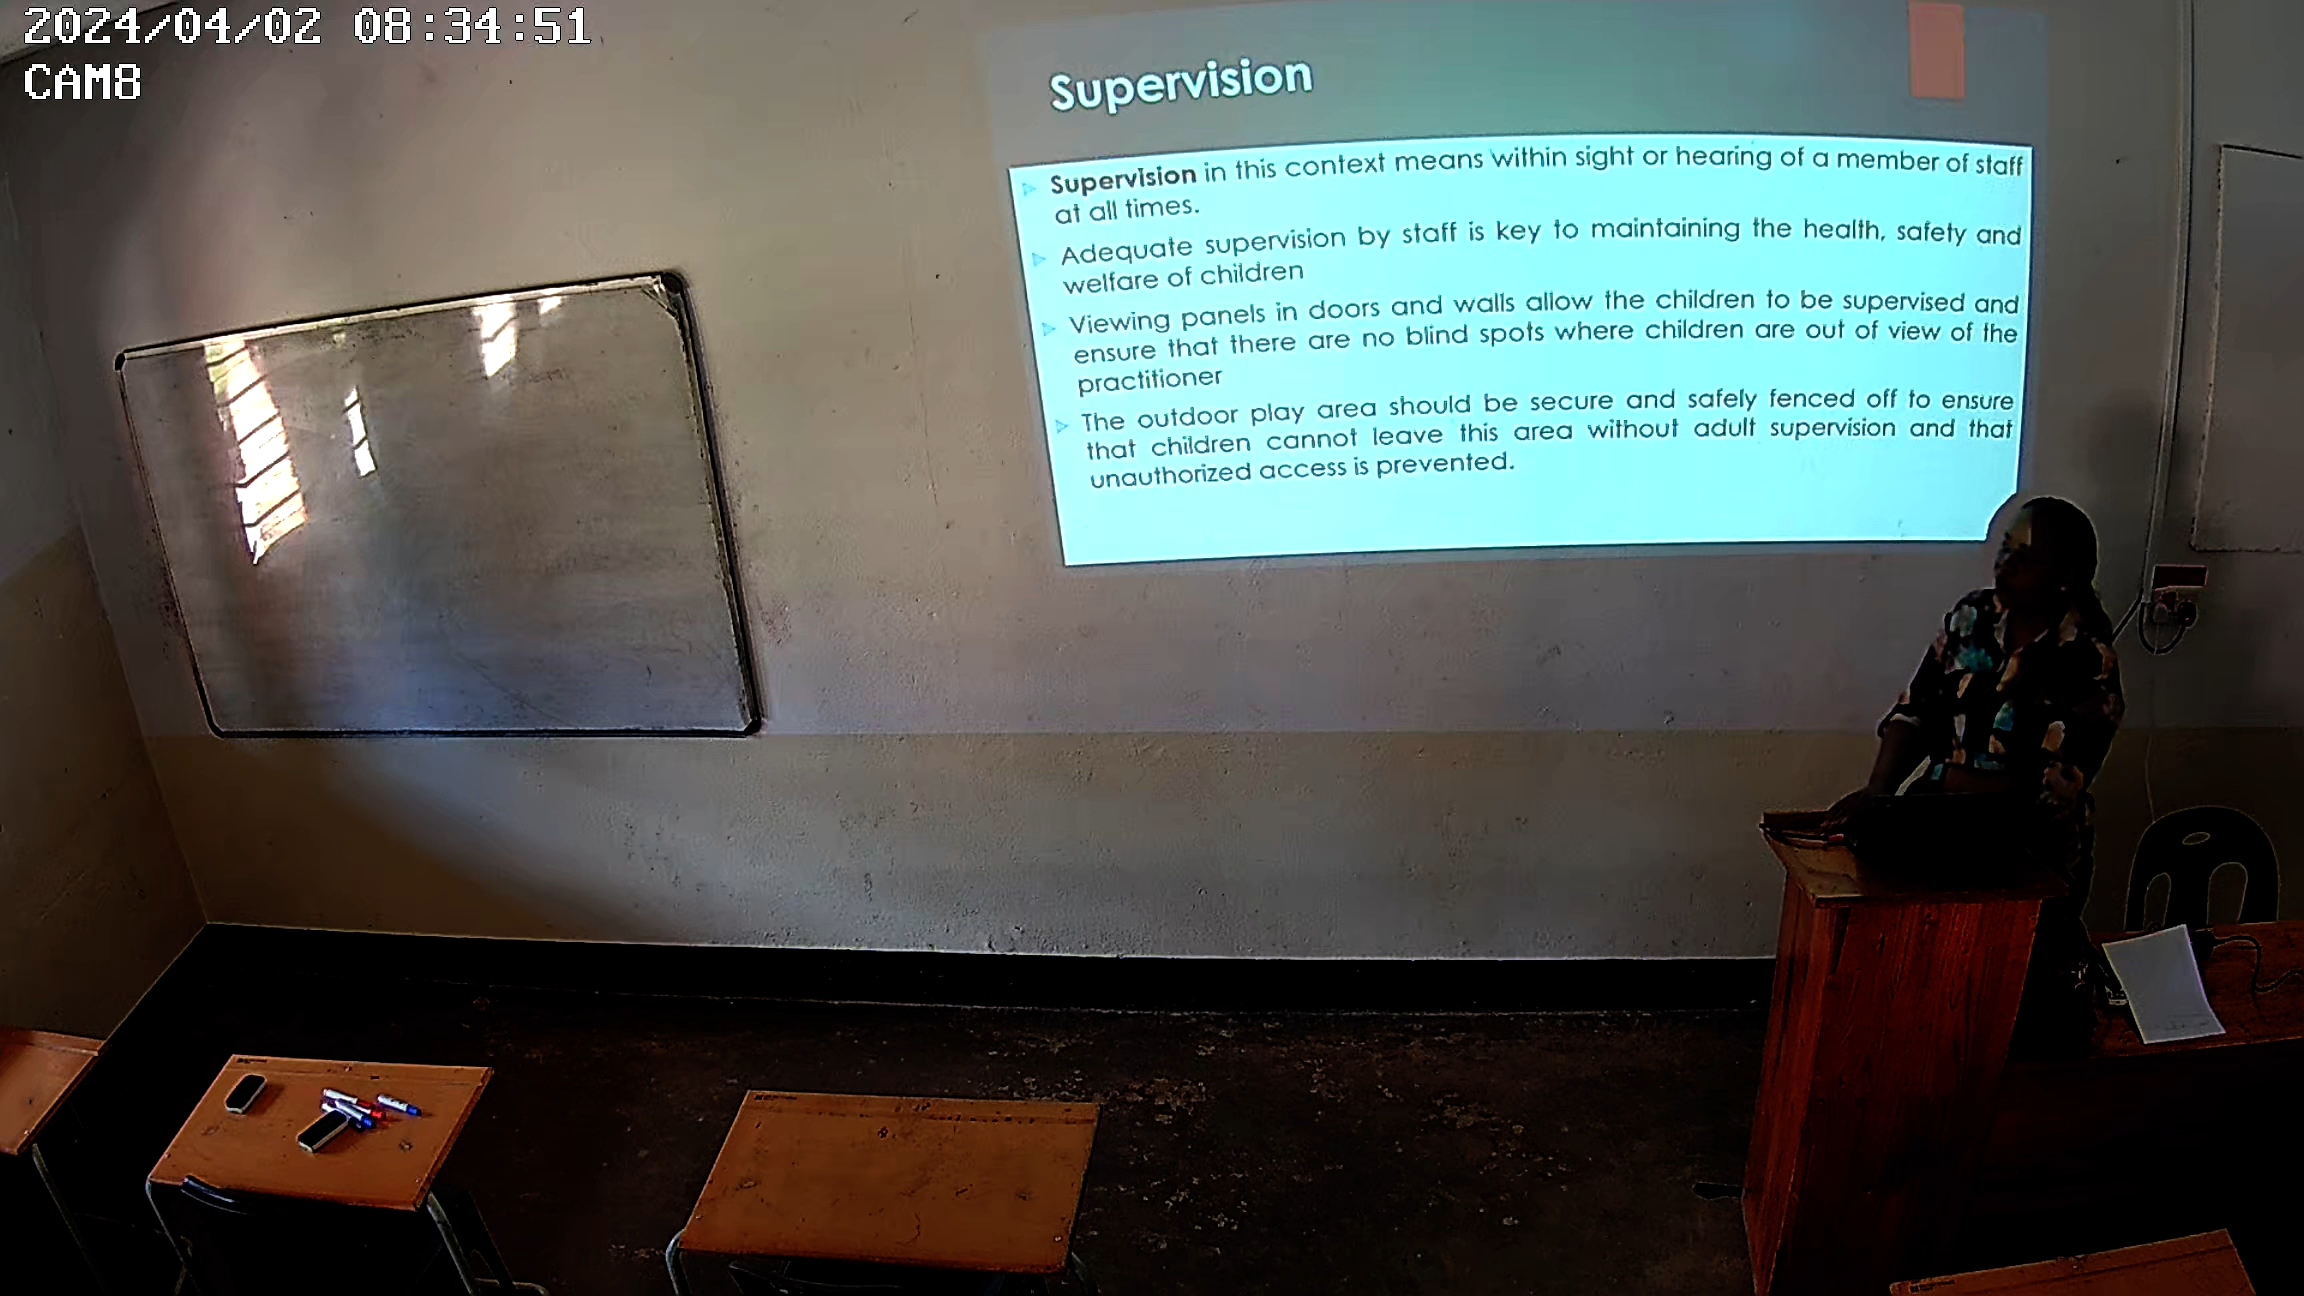 2024/04/02 08:34:51
CAM8
Supervision
Supervision in this context means within sight or hearing of a member of staff
at all times.
Adequate supervision by staff is key to maintaining the health, safety and
welfare of children
Viewing panels in doors and walls allow the children to be supervised and
ensure that there are no blind spots where children are out of view of the
practitioner
The outdoor play area should be secure and safely fenced off to ensure
that children cannot leave this area without adult supervision and that
unauthorized access is prevented.